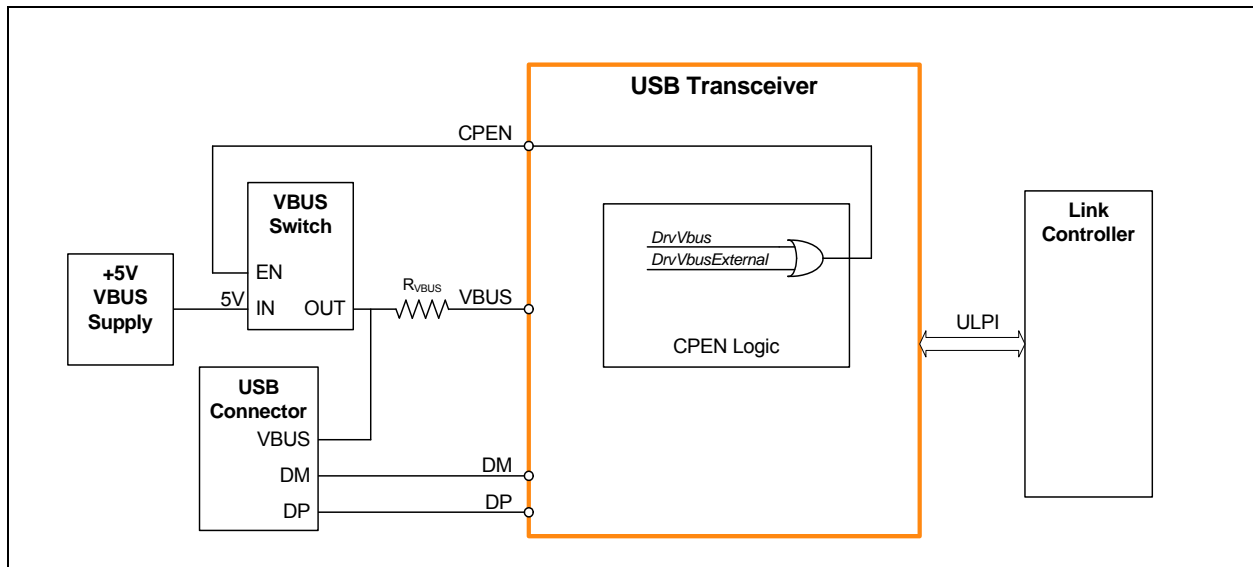 USB Transceiver
CPEN
VBUS
Switch
EN
5V
IN
OUT
+5V
VBUS
Supply
RVBUS
VBUS
DrvVbus
DrvVbusExternal
CPEN Logic
ULPI
Link
Controller
USB
Connector
VBUS
DM
DP
DM
DP